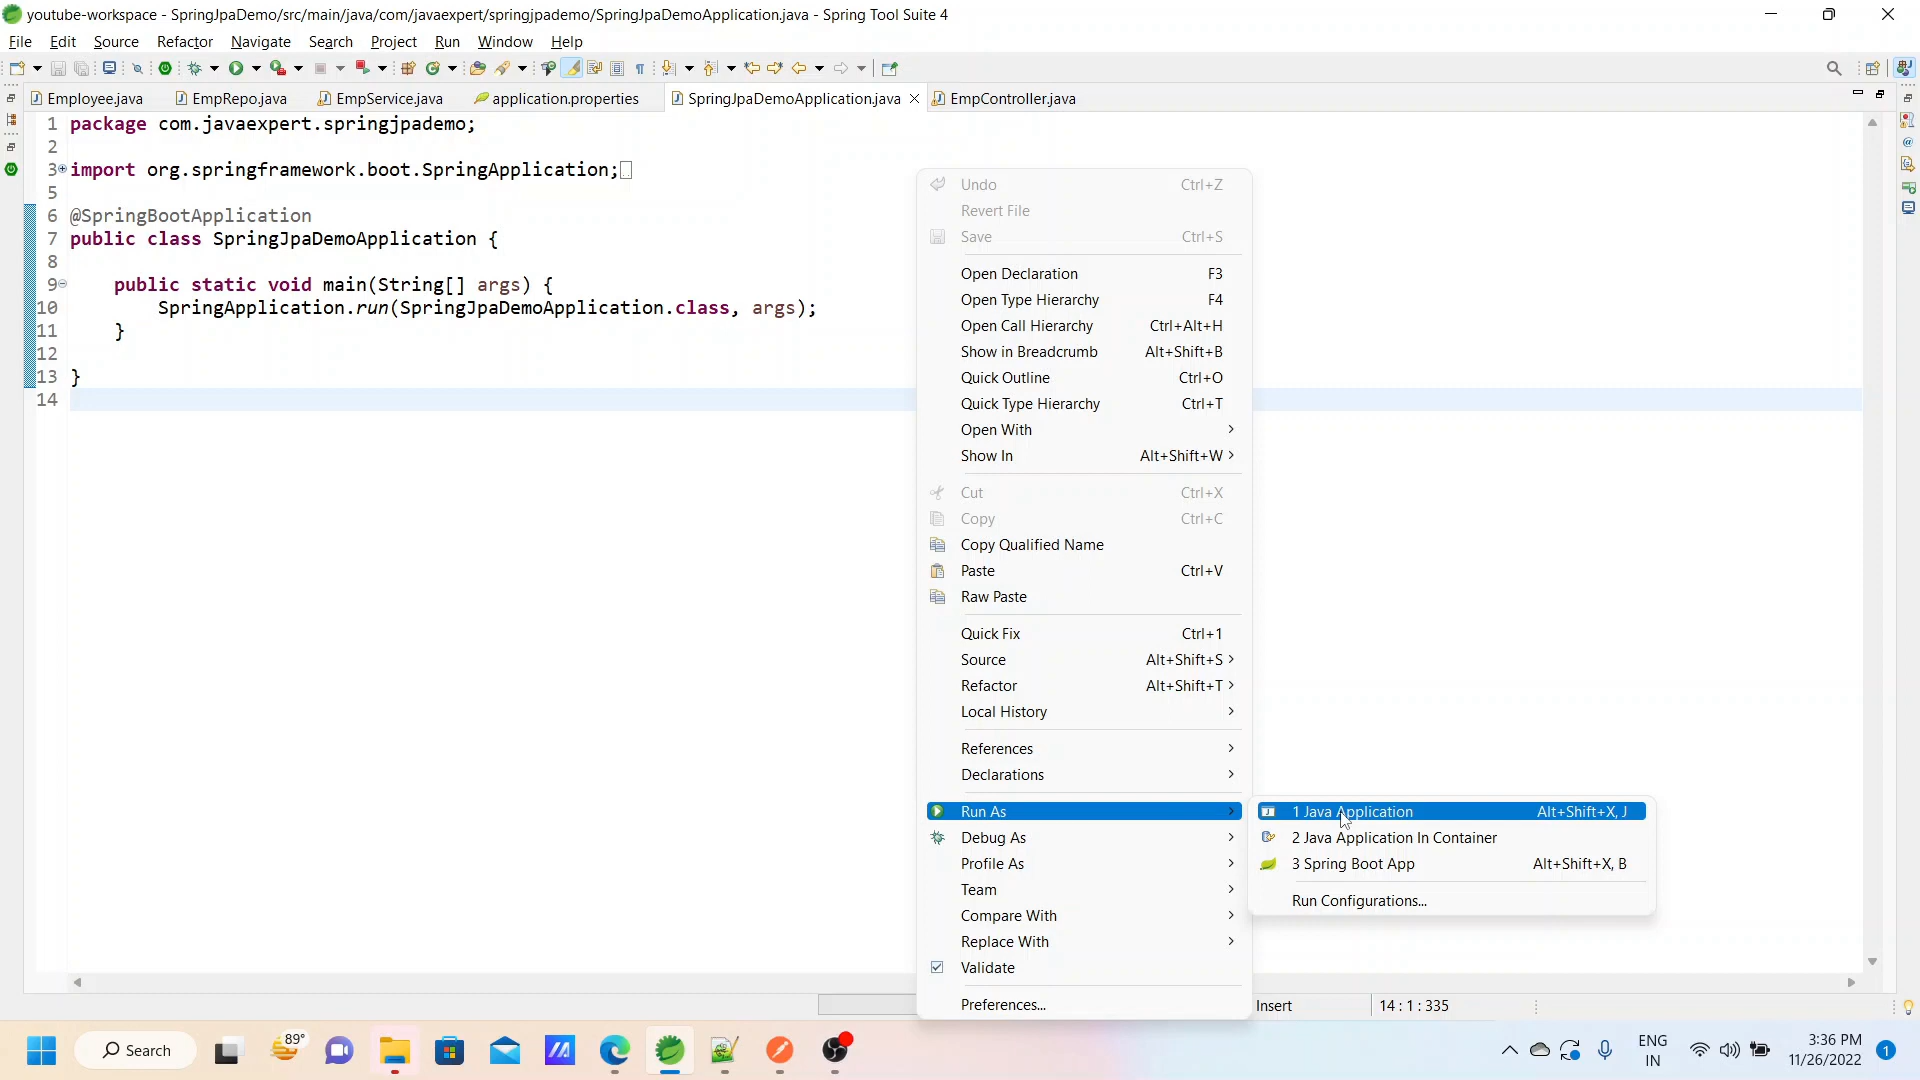 youtube-workspace - SpringJpaDemo/src/main/java/com/javaexpert/springjpademo/SpringJpaDemoApplication.java - Spring Tool Suite 4
File Edit Source Refactor Navigate Search Project Run Window Help
Employee.java EmpRepo.java EmpService.java application.properties SpringJpaDemoApplication.java EmpController.java
1 package com.javaexpert.springjpademo;
2
3 import org.springframework.boot.SpringApplication;
5
6 @SpringBootApplication
7 public class SpringJpaDemoApplication {
8
9 public static void main(String[] args) {
10 SpringApplication.run(SpringJpaDemoApplication.class, args);
11 }
12
13 }
14
Undo Ctrl+Z
Revert File
Save Ctrl+S
Open Declaration F3
Open Type Hierarchy F4
Open Call Hierarchy Ctrl+Alt+H
Show in Breadcrumb Alt+Shift+B
Quick Outline Ctrl+O
Quick Type Hierarchy Ctrl+T
Open With
Show In Alt+Shift+W
Cut Ctrl+X
Copy Ctrl+C
Copy Qualified Name
Paste Ctrl+V
Raw Paste
Quick Fix Ctrl+1
Source Alt+Shift+S
Refactor Alt+Shift+T
Local History
References
Declarations
Run As
Debug As
Profile As
Team
Compare With
Replace With
Validate
Preferences...
1 Java Application Alt+Shift+X, J
2 Java Application In Container
3 Spring Boot App Alt+Shift+X, B
Run Configurations...
Insert 14 : 1 : 335
Search
89°
ENG
IN
3:36 PM
11/26/2022
1